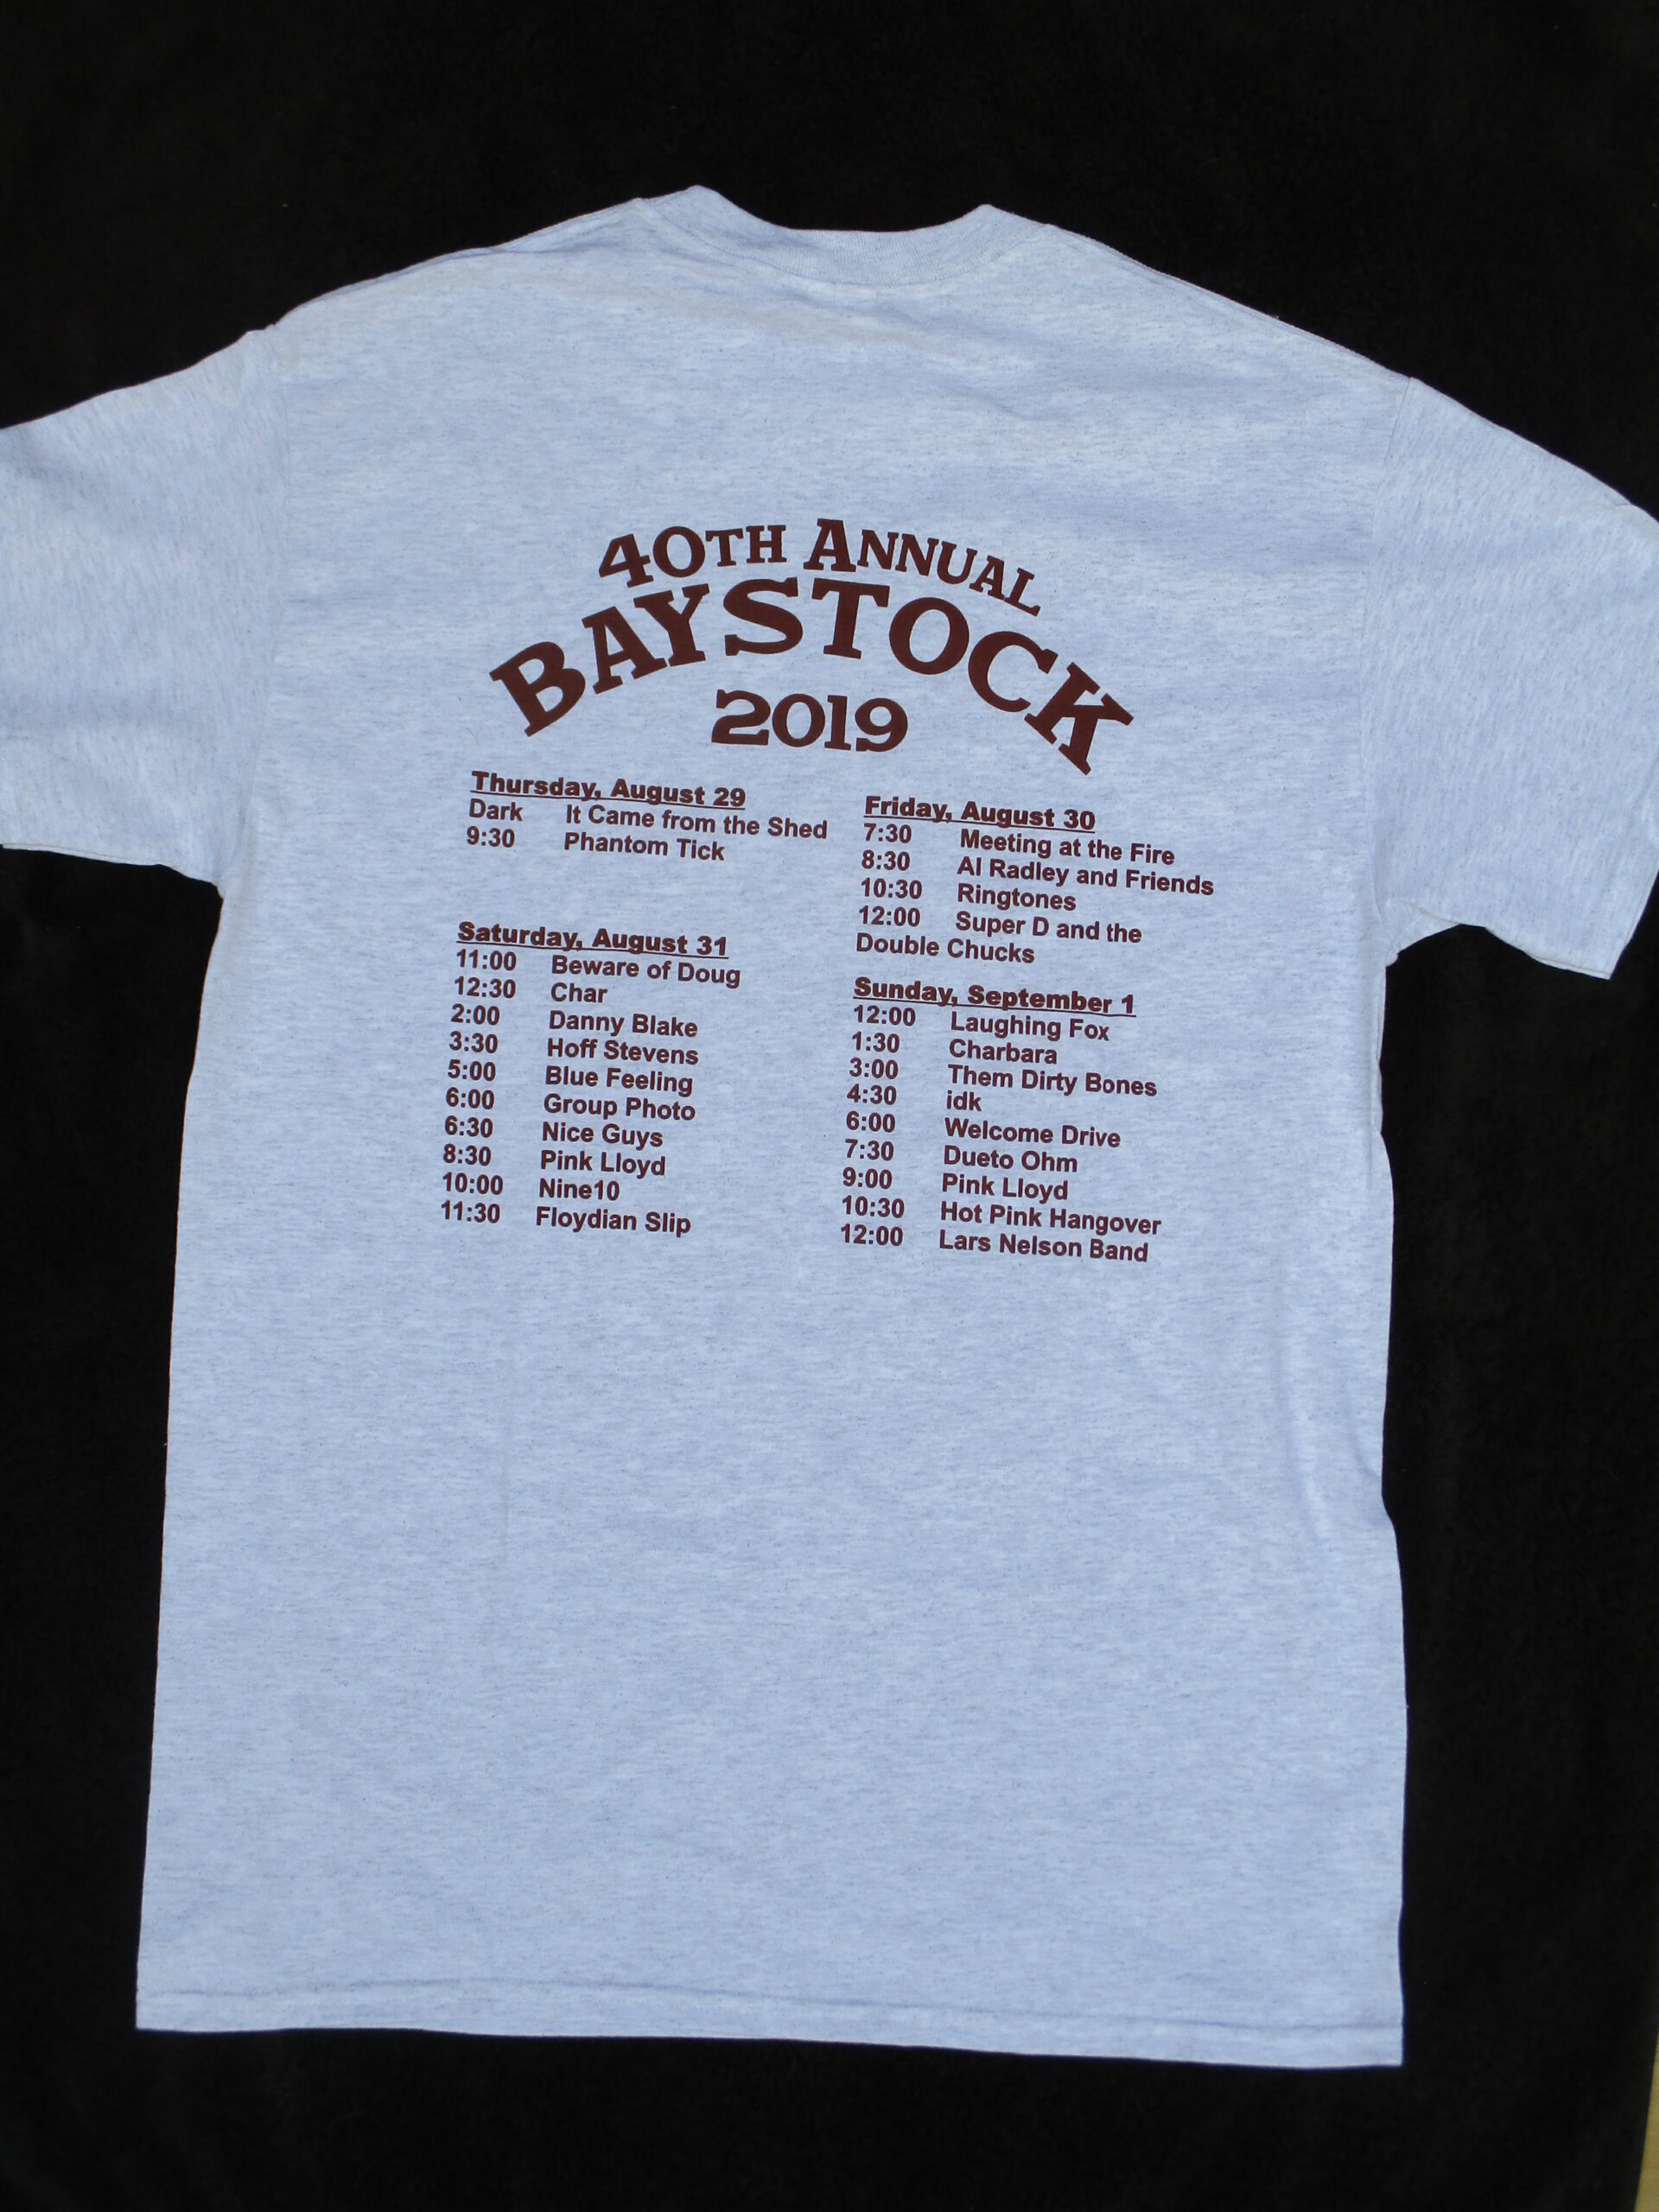 40TH ANNUAL
BAYSTOCK
2019
Thursday, August 29
Dark It Came from the Shed
9:30 Phantom Tick
Friday, August 30
7:30 Meeting at the Fire
8:30 Al Radley and Friends
10:30 Ringtones
12:00 Super D and the
Double Chucks
Saturday, August 31
11:00 Beware of Doug
12:30 Char
2:00 Danny Blake
3:30 Hoff Stevens
5:00 Blue Feeling
6:00 Group Photo
6:30 Nice Guys
8:30 Pink Lloyd
10:00 Nine10
11:30 Floydian Slip
Sunday, September 1
12:00 Laughing Fox
1:30 Charbara
3:00 Them Dirty Bones
4:30 idk
6:00 Welcome Drive
7:30 Dueto Ohm
9:00 Pink Lloyd
10:30 Hot Pink Hangover
12:00 Lars Nelson Band